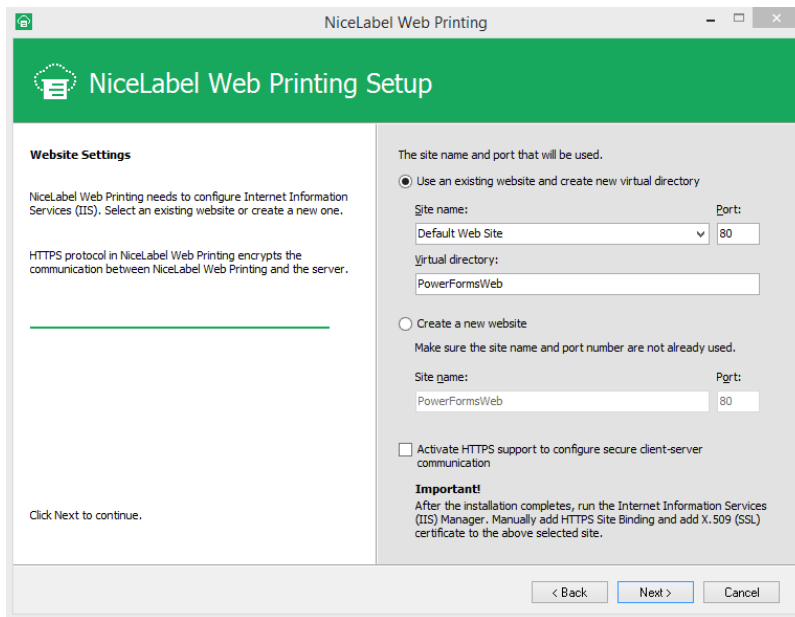 NiceLabel Web Printing
NiceLabel Web Printing Setup
Website Settings
NiceLabel Web Printing needs to configure Internet Information
Services (IIS). Select an existing website or create a new one.
HTTPS protocol in NiceLabel Web Printing encrypts the
communication between NiceLabel Web Printing and the server.
Click Next to continue.
The site name and port that will be used.
Use an existing website and create new virtual directory
Site name: Port:
Default Web Site 80
Virtual directory:
PowerFormsWeb
Create a new website
Make sure the site name and port number are not already used.
Site name: Port:
PowerFormsWeb 80
Activate HTTPS support to configure secure client-server
communication
Important!
After the installation completes, run the Internet Information Services
(IIS) Manager. Manually add HTTPS Site Binding and add X.509 (SSL)
certificate to the above selected site.
< Back Next > Cancel